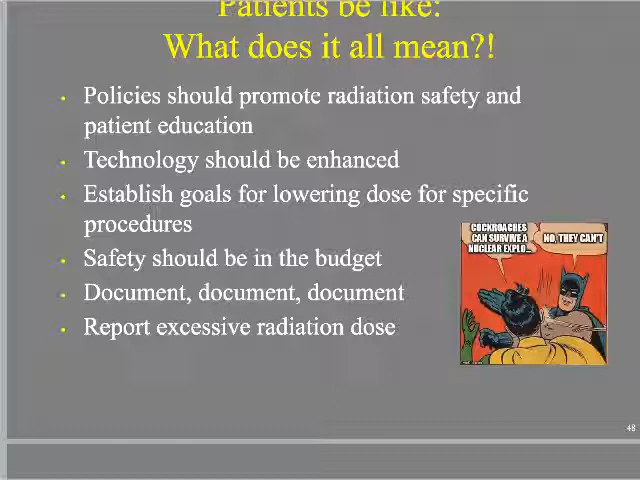 Patients be like:
What does it all mean?!
Policies should promote radiation safety and
patient education
Technology should be enhanced
Establish goals for lowering dose for specific
procedures
Safety should be in the budget
Document, document, document
Report excessive radiation dose
COCKROACHES
CAN SURVIVE A
NUCLEAR EXPLO...
NO, THEY CAN'T
48